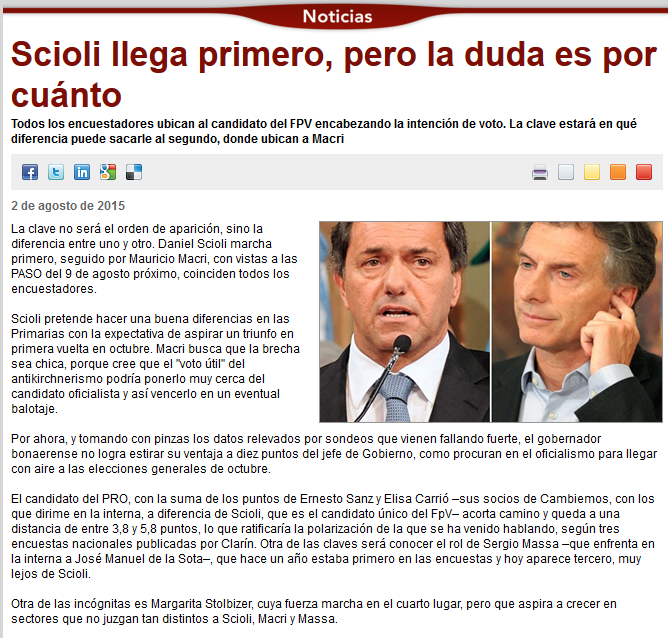 Noticias
Scioli llega primero, pero la duda es por
cuánto
Todos los encuestadores ubican al candidato del FPV encabezando la intención de voto. La clave estará en qué
diferencia puede sacarle al segundo, donde ubican a Macri
2 de agosto de 2015
La clave no será el orden de aparición, sino la
diferencia entre uno y otro. Daniel Scioli marcha
primero, seguido por Mauricio Macri, con vistas a las
PASO del 9 de agosto próximo, coinciden todos los
encuestadores.
Scioli pretende hacer una buena diferencias en las
Primarias con la expectativa de aspirar un triunfo en
primera vuelta en octubre. Macri busca que la brecha
sea chica, porque cree que el "voto útil" del
antikirchnerismo podría ponerlo muy cerca del
candidato oficialista y así vencerlo en un eventual
balotaje.
Por ahora, y tomando con pinzas los datos relevados por sondeos que vienen fallando fuerte, el gobernador
bonaerense no logra estirar su ventaja a diez puntos del jefe de Gobierno, como procuran en el oficialismo para llegar
con aire a las elecciones generales de octubre.
El candidato del PRO, con la suma de los puntos de Ernesto Sanz y Elisa Carrió –sus socios de Cambiemos, con los
que dirime en la interna, a diferencia de Scioli, que es el candidato único del FpV– acorta camino y queda a una
distancia de entre 3,8 y 5,8 puntos, lo que ratificaría la polarización de la que se ha venido hablando, según tres
encuestas nacionales publicadas por Clarín. Otra de las claves será conocer el rol de Sergio Massa –que enfrenta en
la interna a José Manuel de la Sota–, que hace un año estaba primero en las encuestas y hoy aparece tercero, muy
lejos de Scioli.
Otra de las incógnitas es Margarita Stolbizer, cuya fuerza marcha en el cuarto lugar, pero que aspira a crecer en
sectores que no juzgan tan distintos a Scioli, Macri y Massa.